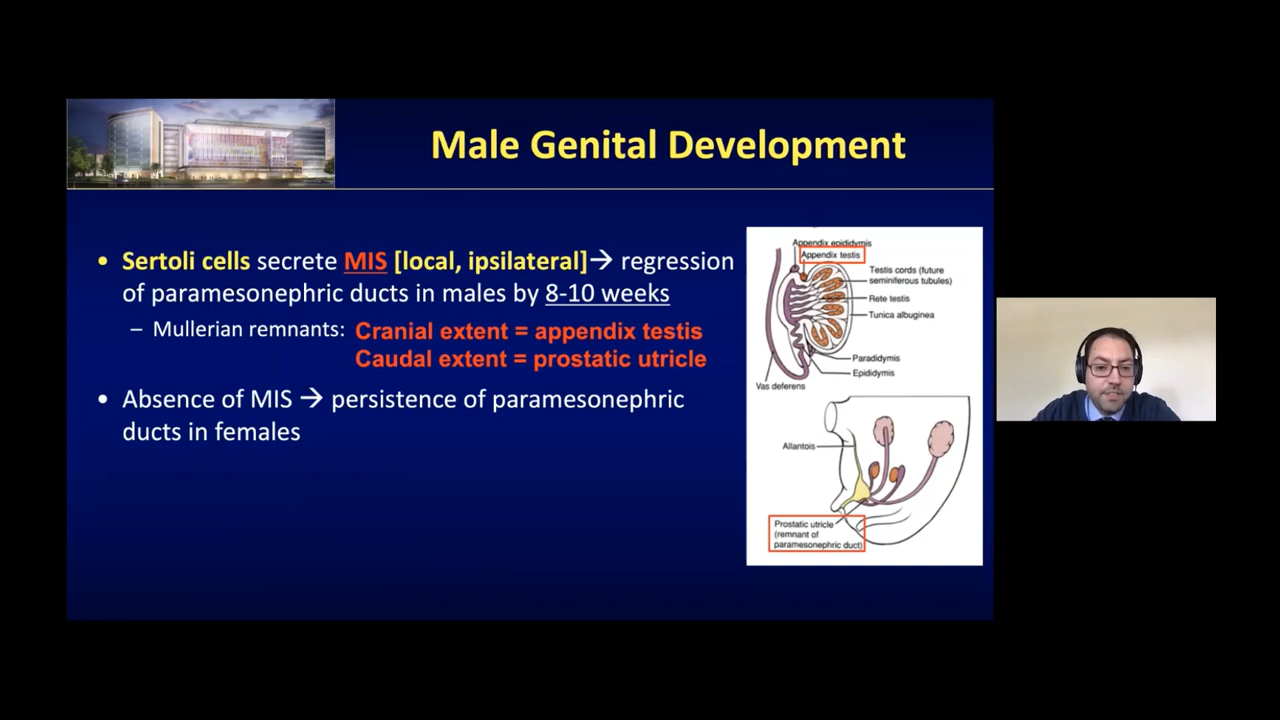 Male Genital Development
• Sertoli cells secrete MIS [local, ipsilateral]→ regression
of paramesonephric ducts in males by 8-10 weeks
– Mullerian remnants: Cranial extent = appendix testis
Caudal extent = prostatic utricle
• Absence of MIS → persistence of paramesonephric
ducts in females
Appendix epididymis
Appendix testis
Testis cords (future
seminiferous tubules)
Rete testis
Tunica albuginea
Paradidymis
Epididymis
Vas deferens
Allantois
Prostatic utricle
(remnant of
paramesonephric duct)